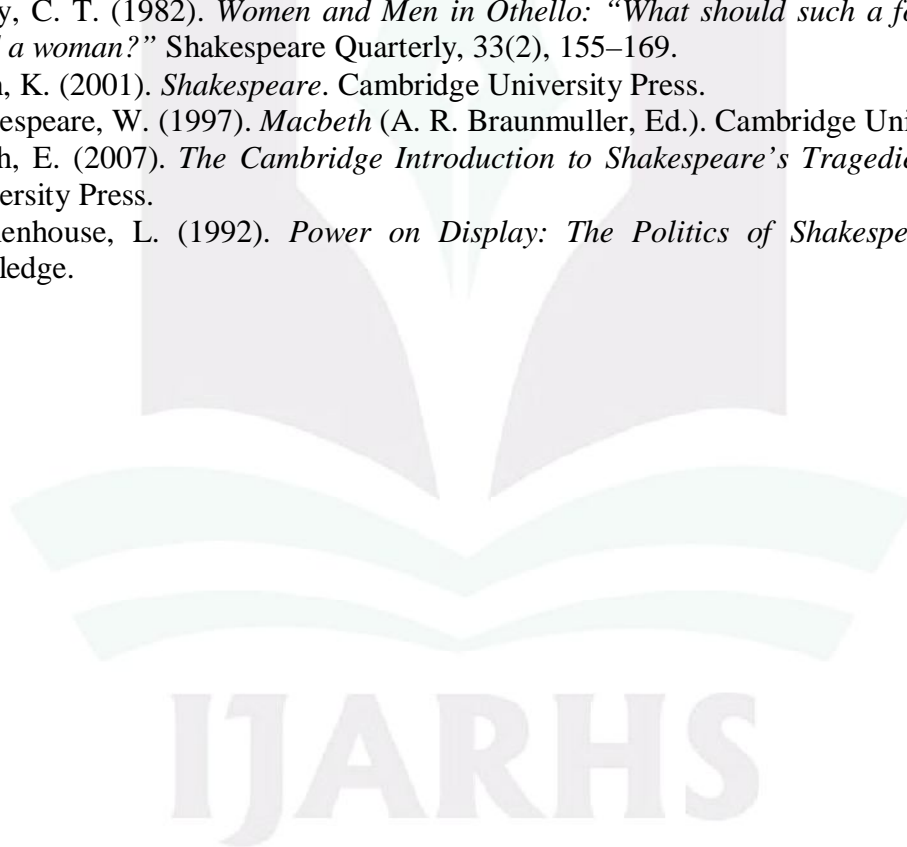 y, C. T. (1982). Women and Men in Othello: “What should such a fo
a woman?” Shakespeare Quarterly, 33(2), 155–169.
, K. (2001). Shakespeare. Cambridge University Press.
espeare, W. (1997). Macbeth (A. R. Braunmuller, Ed.). Cambridge Uni
h, E. (2007). The Cambridge Introduction to Shakespeare’s Tragedi
ersity Press.
enhouse, L. (1992). Power on Display: The Politics of Shakespe
ledge.
IJARHS